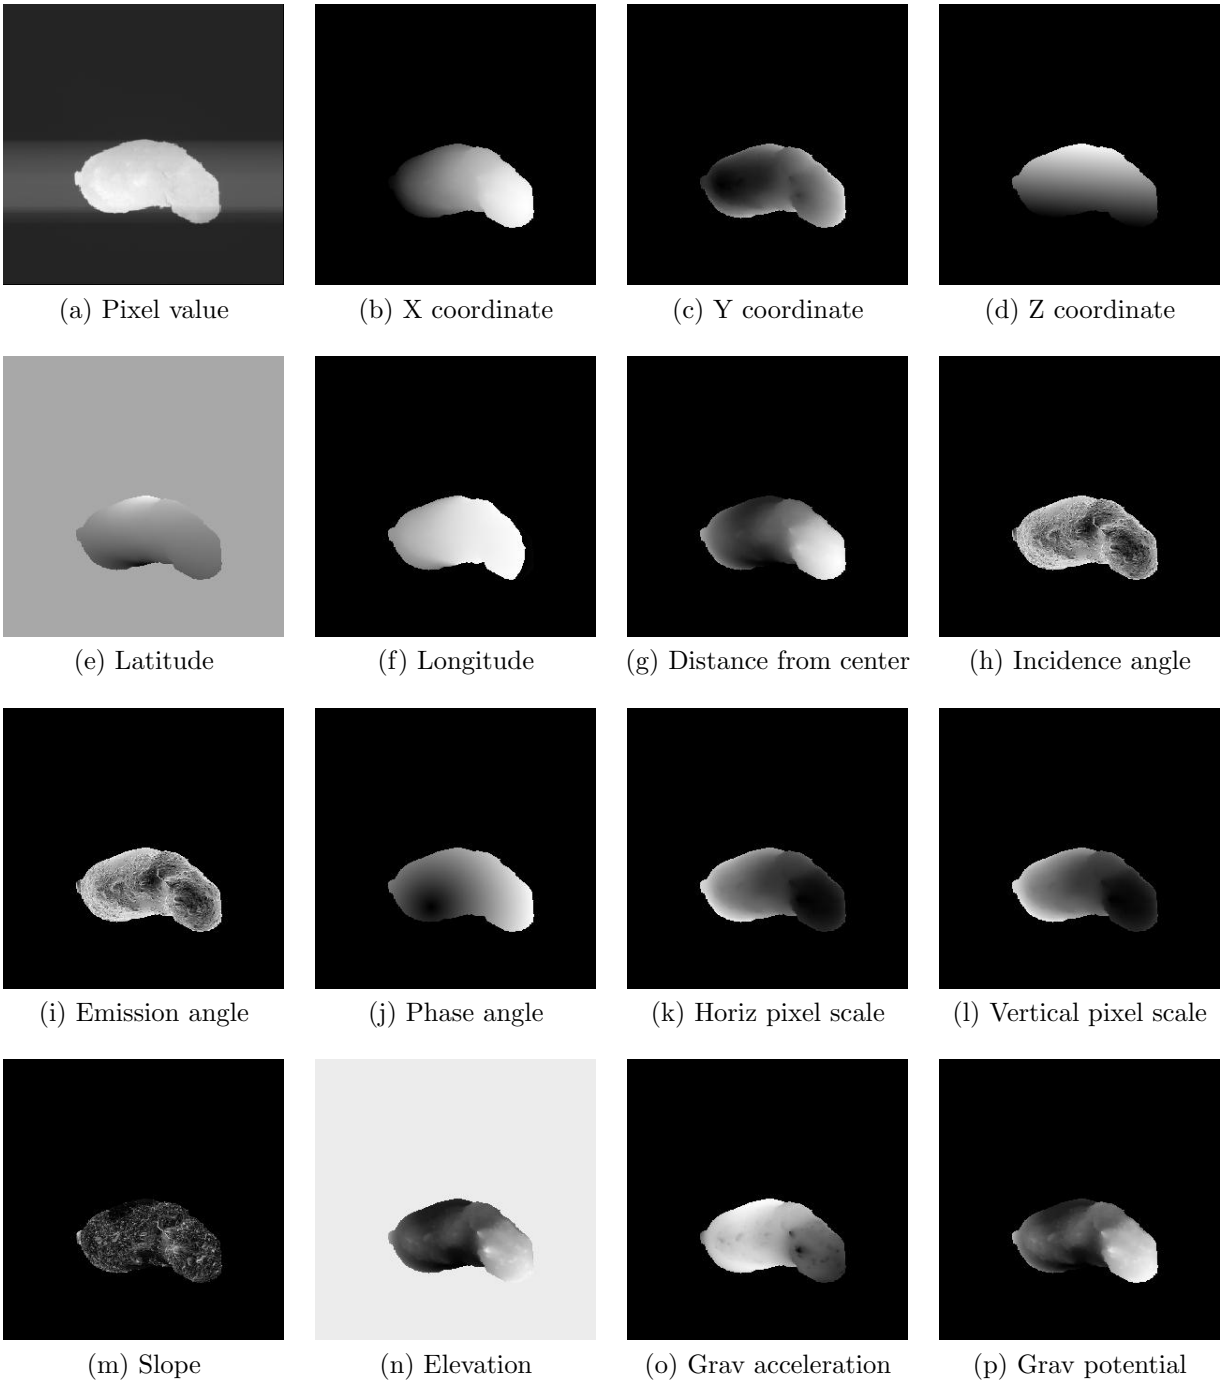 (a) Pixel value
(b) X coordinate
(c) Y coordinate
(d) Z coordinate
(e) Latitude
(f) Longitude
(g) Distance from center
(h) Incidence angle
(i) Emission angle
(j) Phase angle
(k) Horiz pixel scale
(l) Vertical pixel scale
(m) Slope
(n) Elevation
(o) Grav acceleration
(p) Grav potential